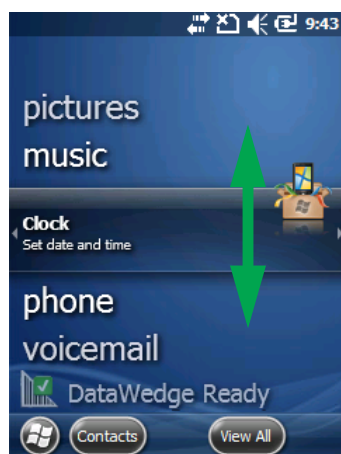 9:43
pictures
music
Clock
Set date and time
phone
voicemail
DataWedge Ready
Contacts
View All